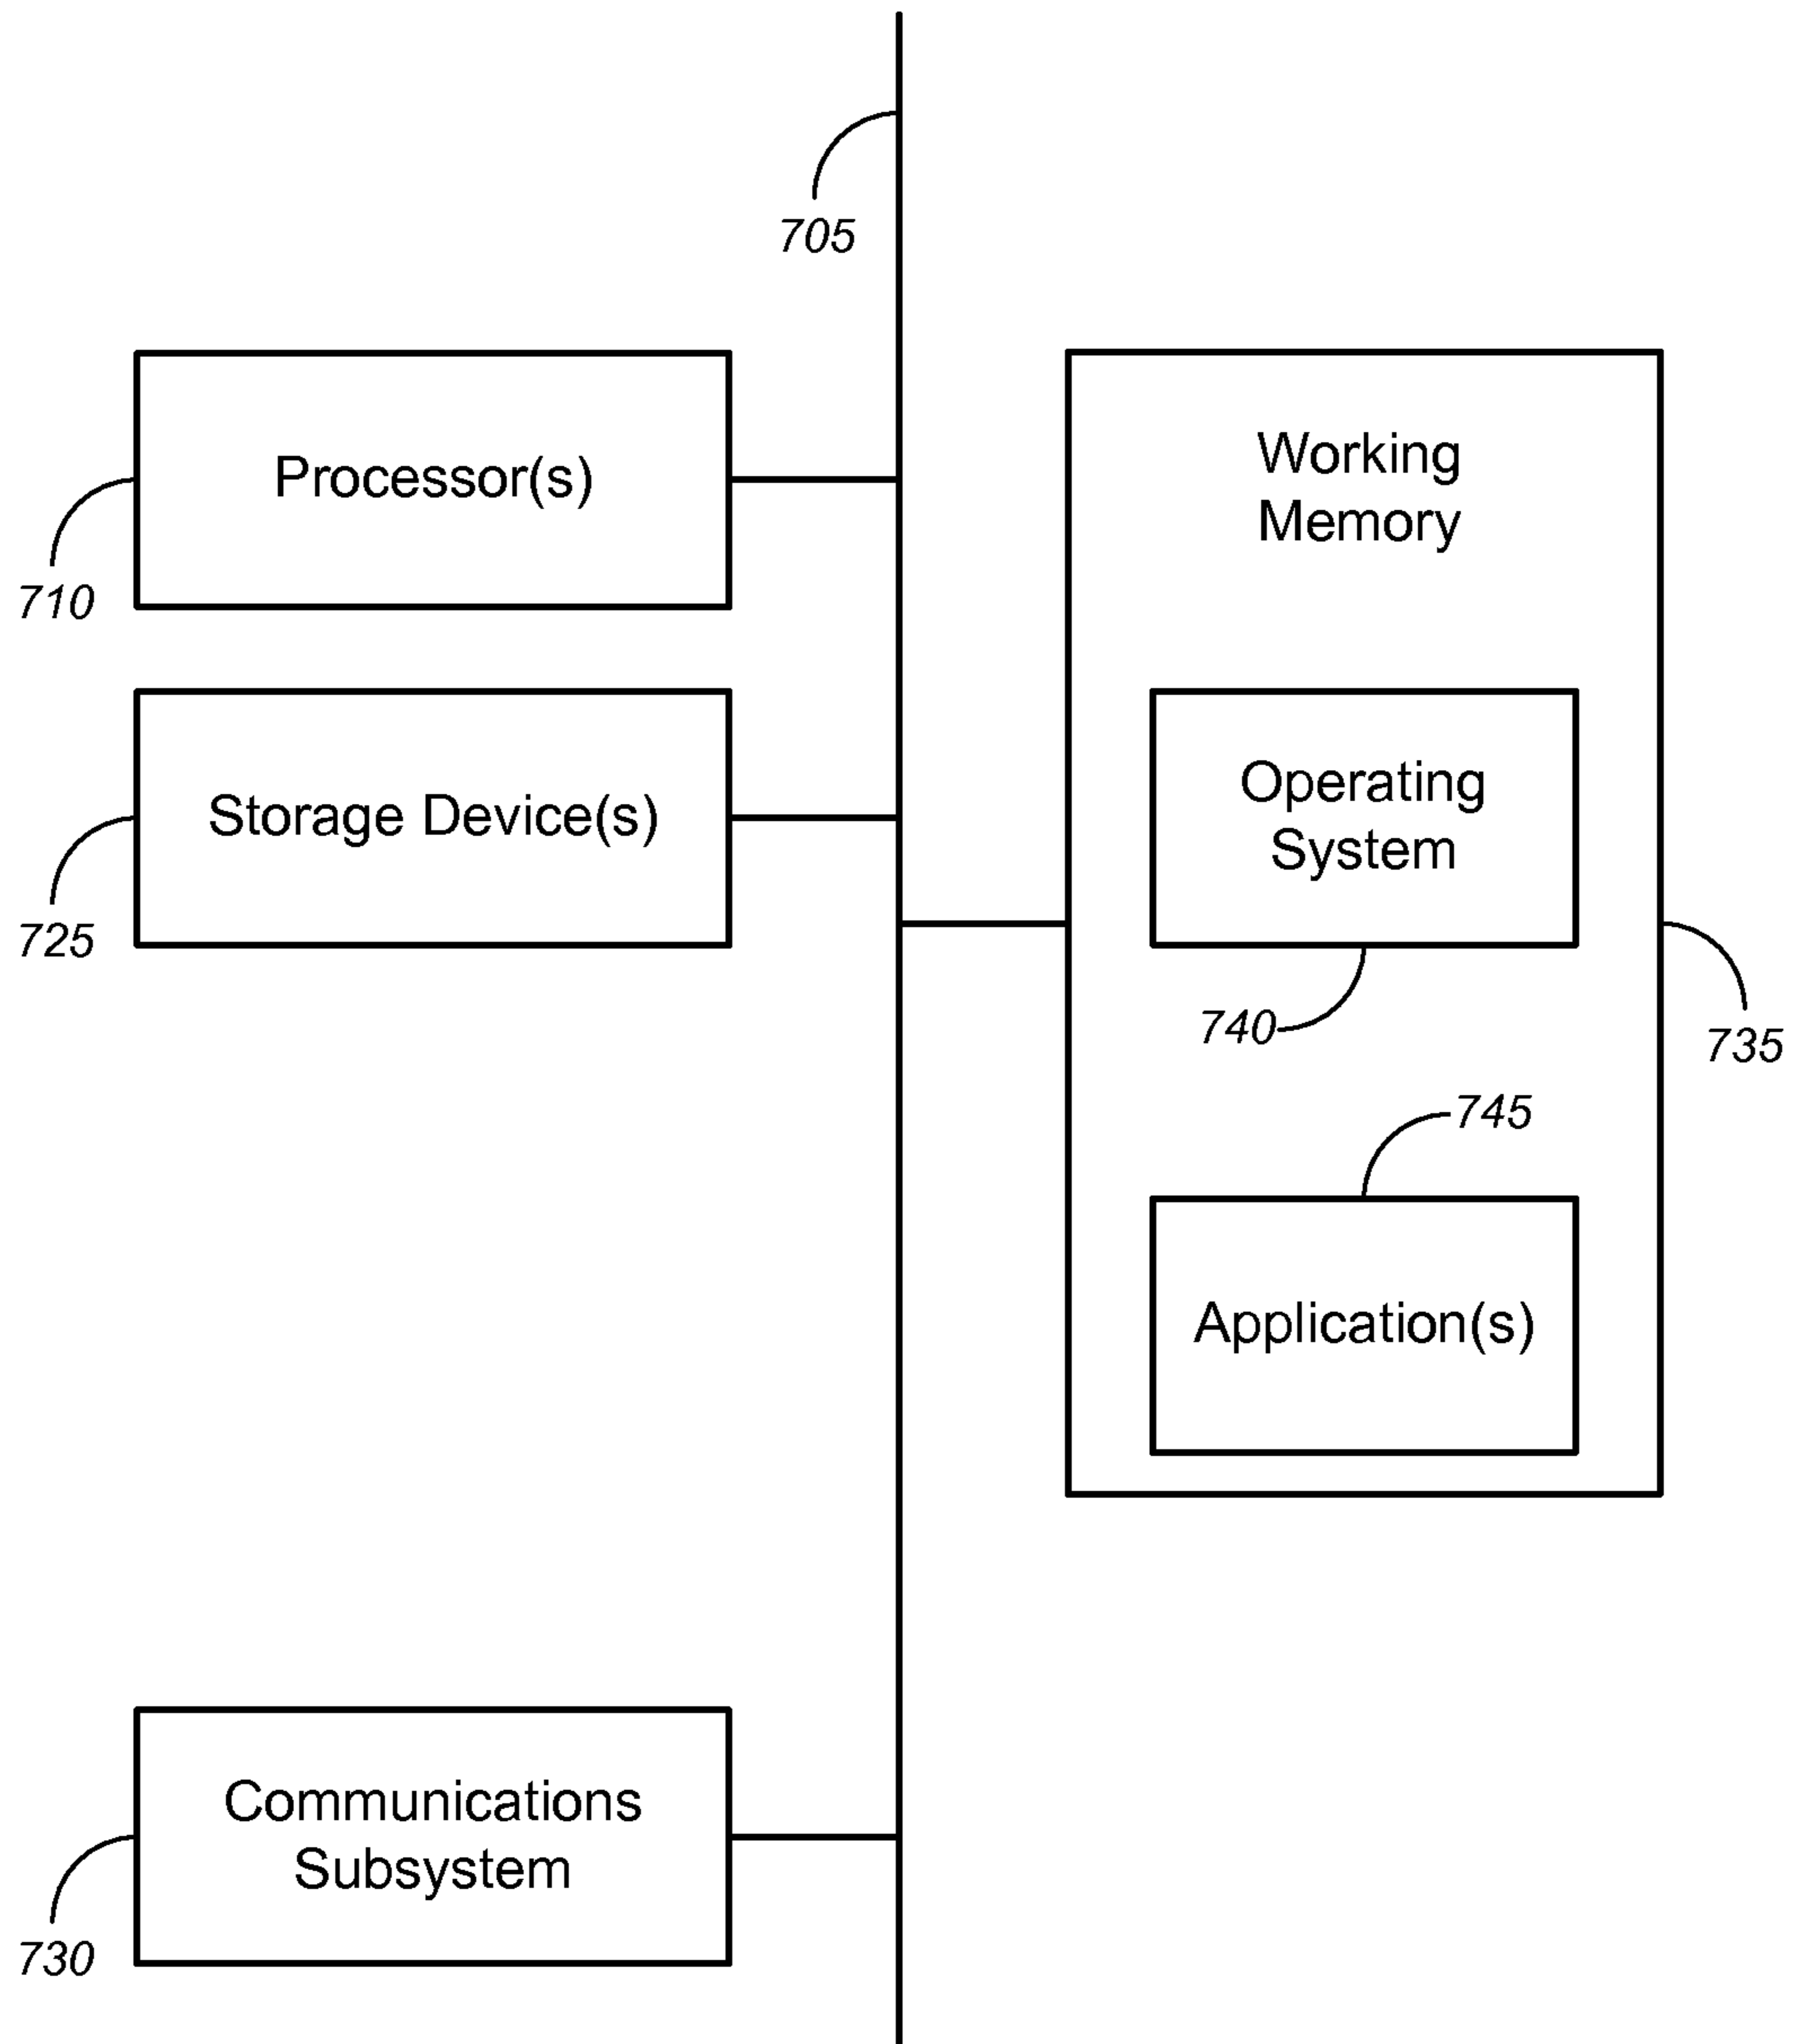 705
Processor(s)
710
Storage Device(s)
725
Working
Memory
Operating
System
740
735
745
Application(s)
Communications
Subsystem
730